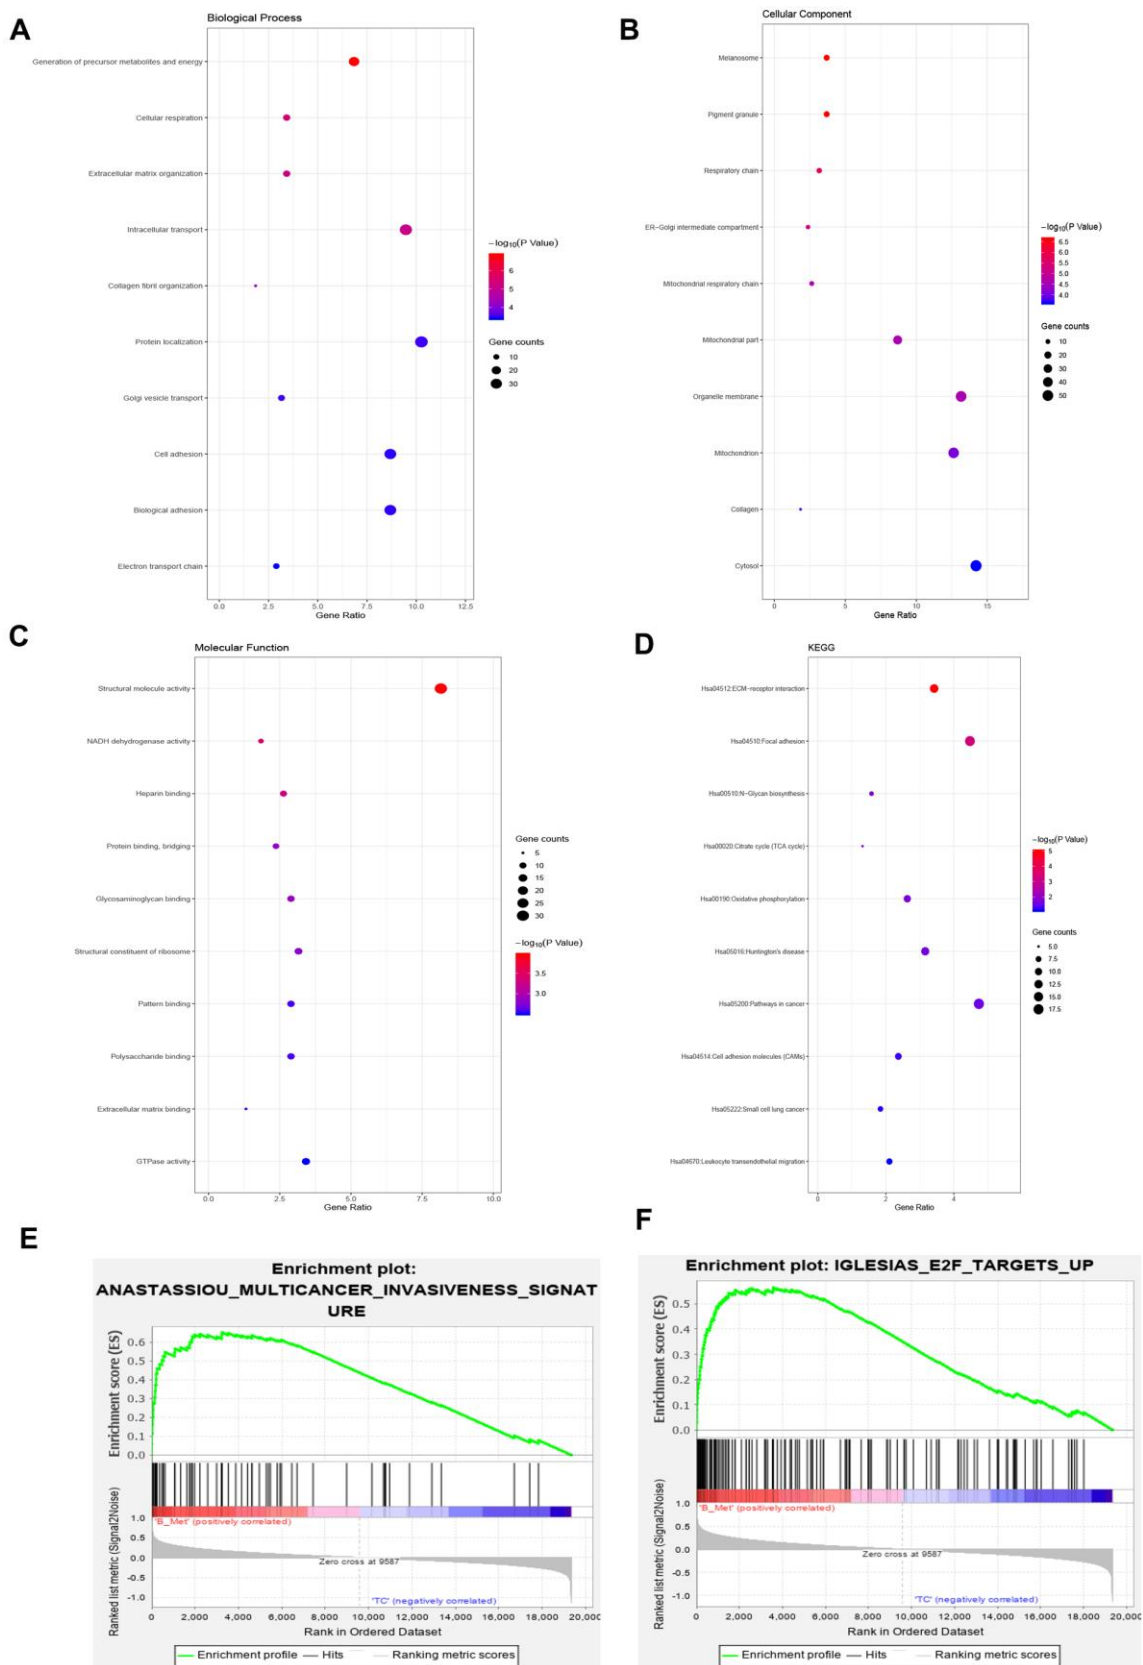 A
Biological Process
Generation of precursor metabolites and energy
Cellular respiration
Extracellular matrix organization
Intracellular transport
Collagen fibril organization
Protein localization
Golgi vesicle transport
Cell adhesion
Biological adhesion
Electron transport chain
0.0 2.5 5.0 7.5 10.0 12.5
Gene Ratio
−log10(P Value)
6
5
4
Gene counts
10
20
30
B
Cellular Component
Melanosome
Pigment granule
Respiratory chain
ER−Golgi intermediate compartment
Mitochondrial respiratory chain
Mitochondrial part
Organelle membrane
Mitochondrion
Collagen
Cytosol
0 5 10 15
Gene Ratio
−log10(P Value)
6.5
6.0
5.5
5.0
4.5
4.0
Gene counts
10
20
30
40
50
C
Molecular Function
Structural molecule activity
NADH dehydrogenase activity
Heparin binding
Protein binding, bridging
Glycosaminoglycan binding
Structural constituent of ribosome
Pattern binding
Polysaccharide binding
Extracellular matrix binding
GTPase activity
0.0 2.5 5.0 7.5 10.0
Gene Ratio
Gene counts
5
10
15
20
25
30
−log10(P Value)
3.5
3.0
D
KEGG
Hsa04512:ECM−receptor interaction
Hsa04510:Focal adhesion
Hsa00510:N−Glycan biosynthesis
Hsa00020:Citrate cycle (TCA cycle)
Hsa00190:Oxidative phosphorylation
Hsa05016:Huntington's disease
Hsa05200:Pathways in cancer
Hsa04514:Cell adhesion molecules (CAMs)
Hsa05222:Small cell lung cancer
Hsa04670:Leukocyte transendothelial migration
0 2 4
Gene Ratio
−log10(P Value)
5
4
3
2
1
Gene counts
5.0
7.5
10.0
12.5
15.0
17.5
E
Enrichment plot:
ANASTASSIOU_MULTICANCER_INVASIVENESS_SIGNAT
URE
Enrichment score (ES)
0.6
0.5
0.4
0.3
0.2
0.1
0.0
Ranked list metric (Signal2Noise)
1.0
0.5
0.0
-0.5
-1.0
'B_Met' (positively correlated)
Zero cross at 9587
'TC' (negatively correlated)
0 2,000 4,000 6,000 8,000 10,000 12,000 14,000 16,000 18,000 20,000
Rank in Ordered Dataset
Enrichment profile Hits Ranking metric scores
F
Enrichment plot: IGLESIAS_E2F_TARGETS_UP
Enrichment score (ES)
0.5
0.4
0.3
0.2
0.1
0.0
Ranked list metric (Signal2Noise)
1.0
0.5
0.0
-0.5
-1.0
'B_Met' (positively correlated)
Zero cross at 9587
'TC' (negatively correlated)
0 2,000 4,000 6,000 8,000 10,000 12,000 14,000 16,000 18,000 20,000
Rank in Ordered Dataset
Enrichment profile Hits Ranking metric scores